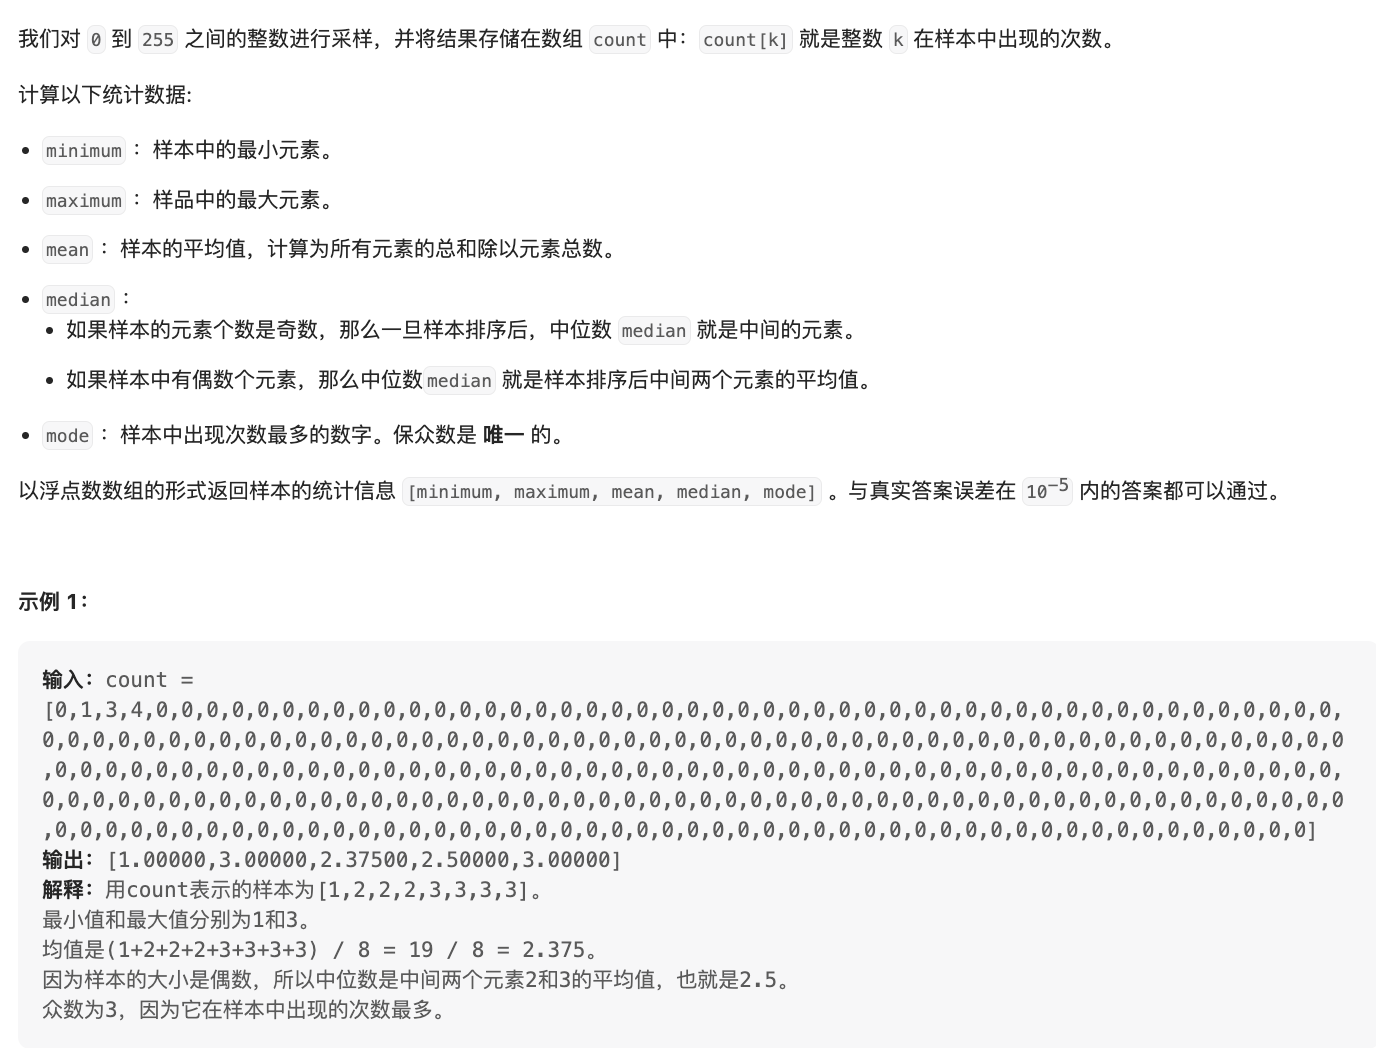 我们对 0 到 255 之间的整数进行采样，并将结果存储在数组 count 中：count[k] 就是整数 k 在样本中出现的次数。
计算以下统计数据:
• minimum ：样本中的最小元素。
• maximum ：样品中的最大元素。
• mean ：样本的平均值，计算为所有元素的总和除以元素总数。
• median ：
• 如果样本的元素个数是奇数，那么一旦样本排序后，中位数 median 就是中间的元素。
• 如果样本中有偶数个元素，那么中位数median 就是样本排序后中间两个元素的平均值。
• mode ：样本中出现次数最多的数字。保众数是 唯一 的。
以浮点数数组的形式返回样本的统计信息 [minimum, maximum, mean, median, mode] 。与真实答案误差在 10⁻⁵ 内的答案都可以通过。
示例 1：
输入：count =
[0,1,3,4,0,0,0,0,0,0,0,0,0,0,0,0,0,0,0,0,0,0,0,0,0,0,0,0,0,0,0,0,0,0,0,0,0,0,0,0,0,0,0,0,0,0,0,0,0,0,0,
0,0,0,0,0,0,0,0,0,0,0,0,0,0,0,0,0,0,0,0,0,0,0,0,0,0,0,0,0,0,0,0,0,0,0,0,0,0,0,0,0,0,0,0,0,0,0,0,0,0,0,0
,0,0,0,0,0,0,0,0,0,0,0,0,0,0,0,0,0,0,0,0,0,0,0,0,0,0,0,0,0,0,0,0,0,0,0,0,0,0,0,0,0,0,0,0,0,0,0,0,0,0,0,
0,0,0,0,0,0,0,0,0,0,0,0,0,0,0,0,0,0,0,0,0,0,0,0,0,0,0,0,0,0,0,0,0,0,0,0,0,0,0,0,0,0,0,0,0,0,0,0,0,0,0,0
,0,0,0,0,0,0,0,0,0,0,0,0,0,0,0,0,0,0,0,0,0,0,0,0,0,0,0,0,0,0,0,0,0,0,0,0,0,0,0,0,0,0,0,0,0,0,0,0,0,0]
输出：[1.00000,3.00000,2.37500,2.50000,3.00000]
解释：用count表示的样本为[1,2,2,2,3,3,3,3]。
最小值和最大值分别为1和3。
均值是(1+2+2+2+3+3+3+3) / 8 = 19 / 8 = 2.375。
因为样本的大小是偶数，所以中位数是中间两个元素2和3的平均值，也就是2.5。
众数为3，因为它在样本中出现的次数最多。